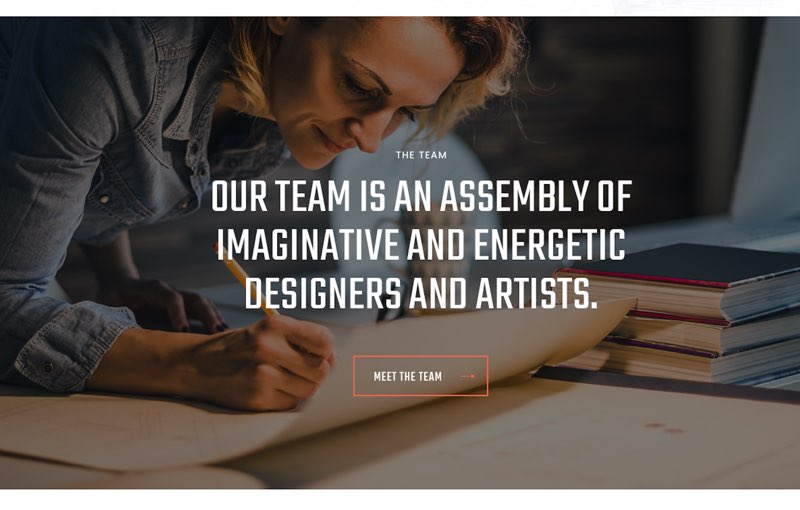 THE TEAM
OUR TEAM IS AN ASSEMBLY OF
IMAGINATIVE AND ENERGETIC
DESIGNERS AND ARTISTS.
MEET THE TEAM